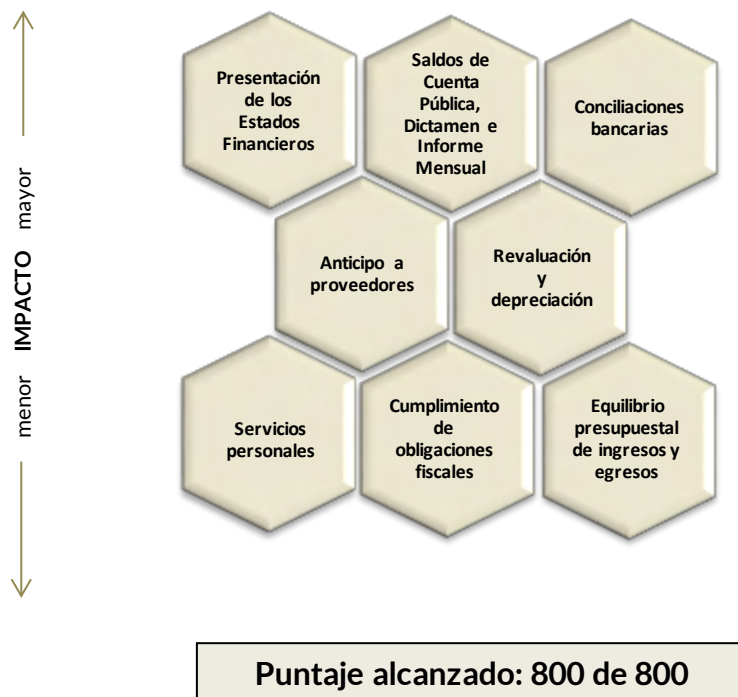 Presentación
de los
Estados
Financieros
Saldos de
Cuenta
Pública,
Dictamen e
Informe
Mensual
Conciliaciones
bancarias
menor IMPACTO mayor
Anticipo a
proveedores
Revaluación
y
depreciación
Servicios
personales
Cumplimiento
de
obligaciones
fiscales
Equilibrio
presupuestal
de ingresos y
egresos
Puntaje alcanzado: 800 de 800